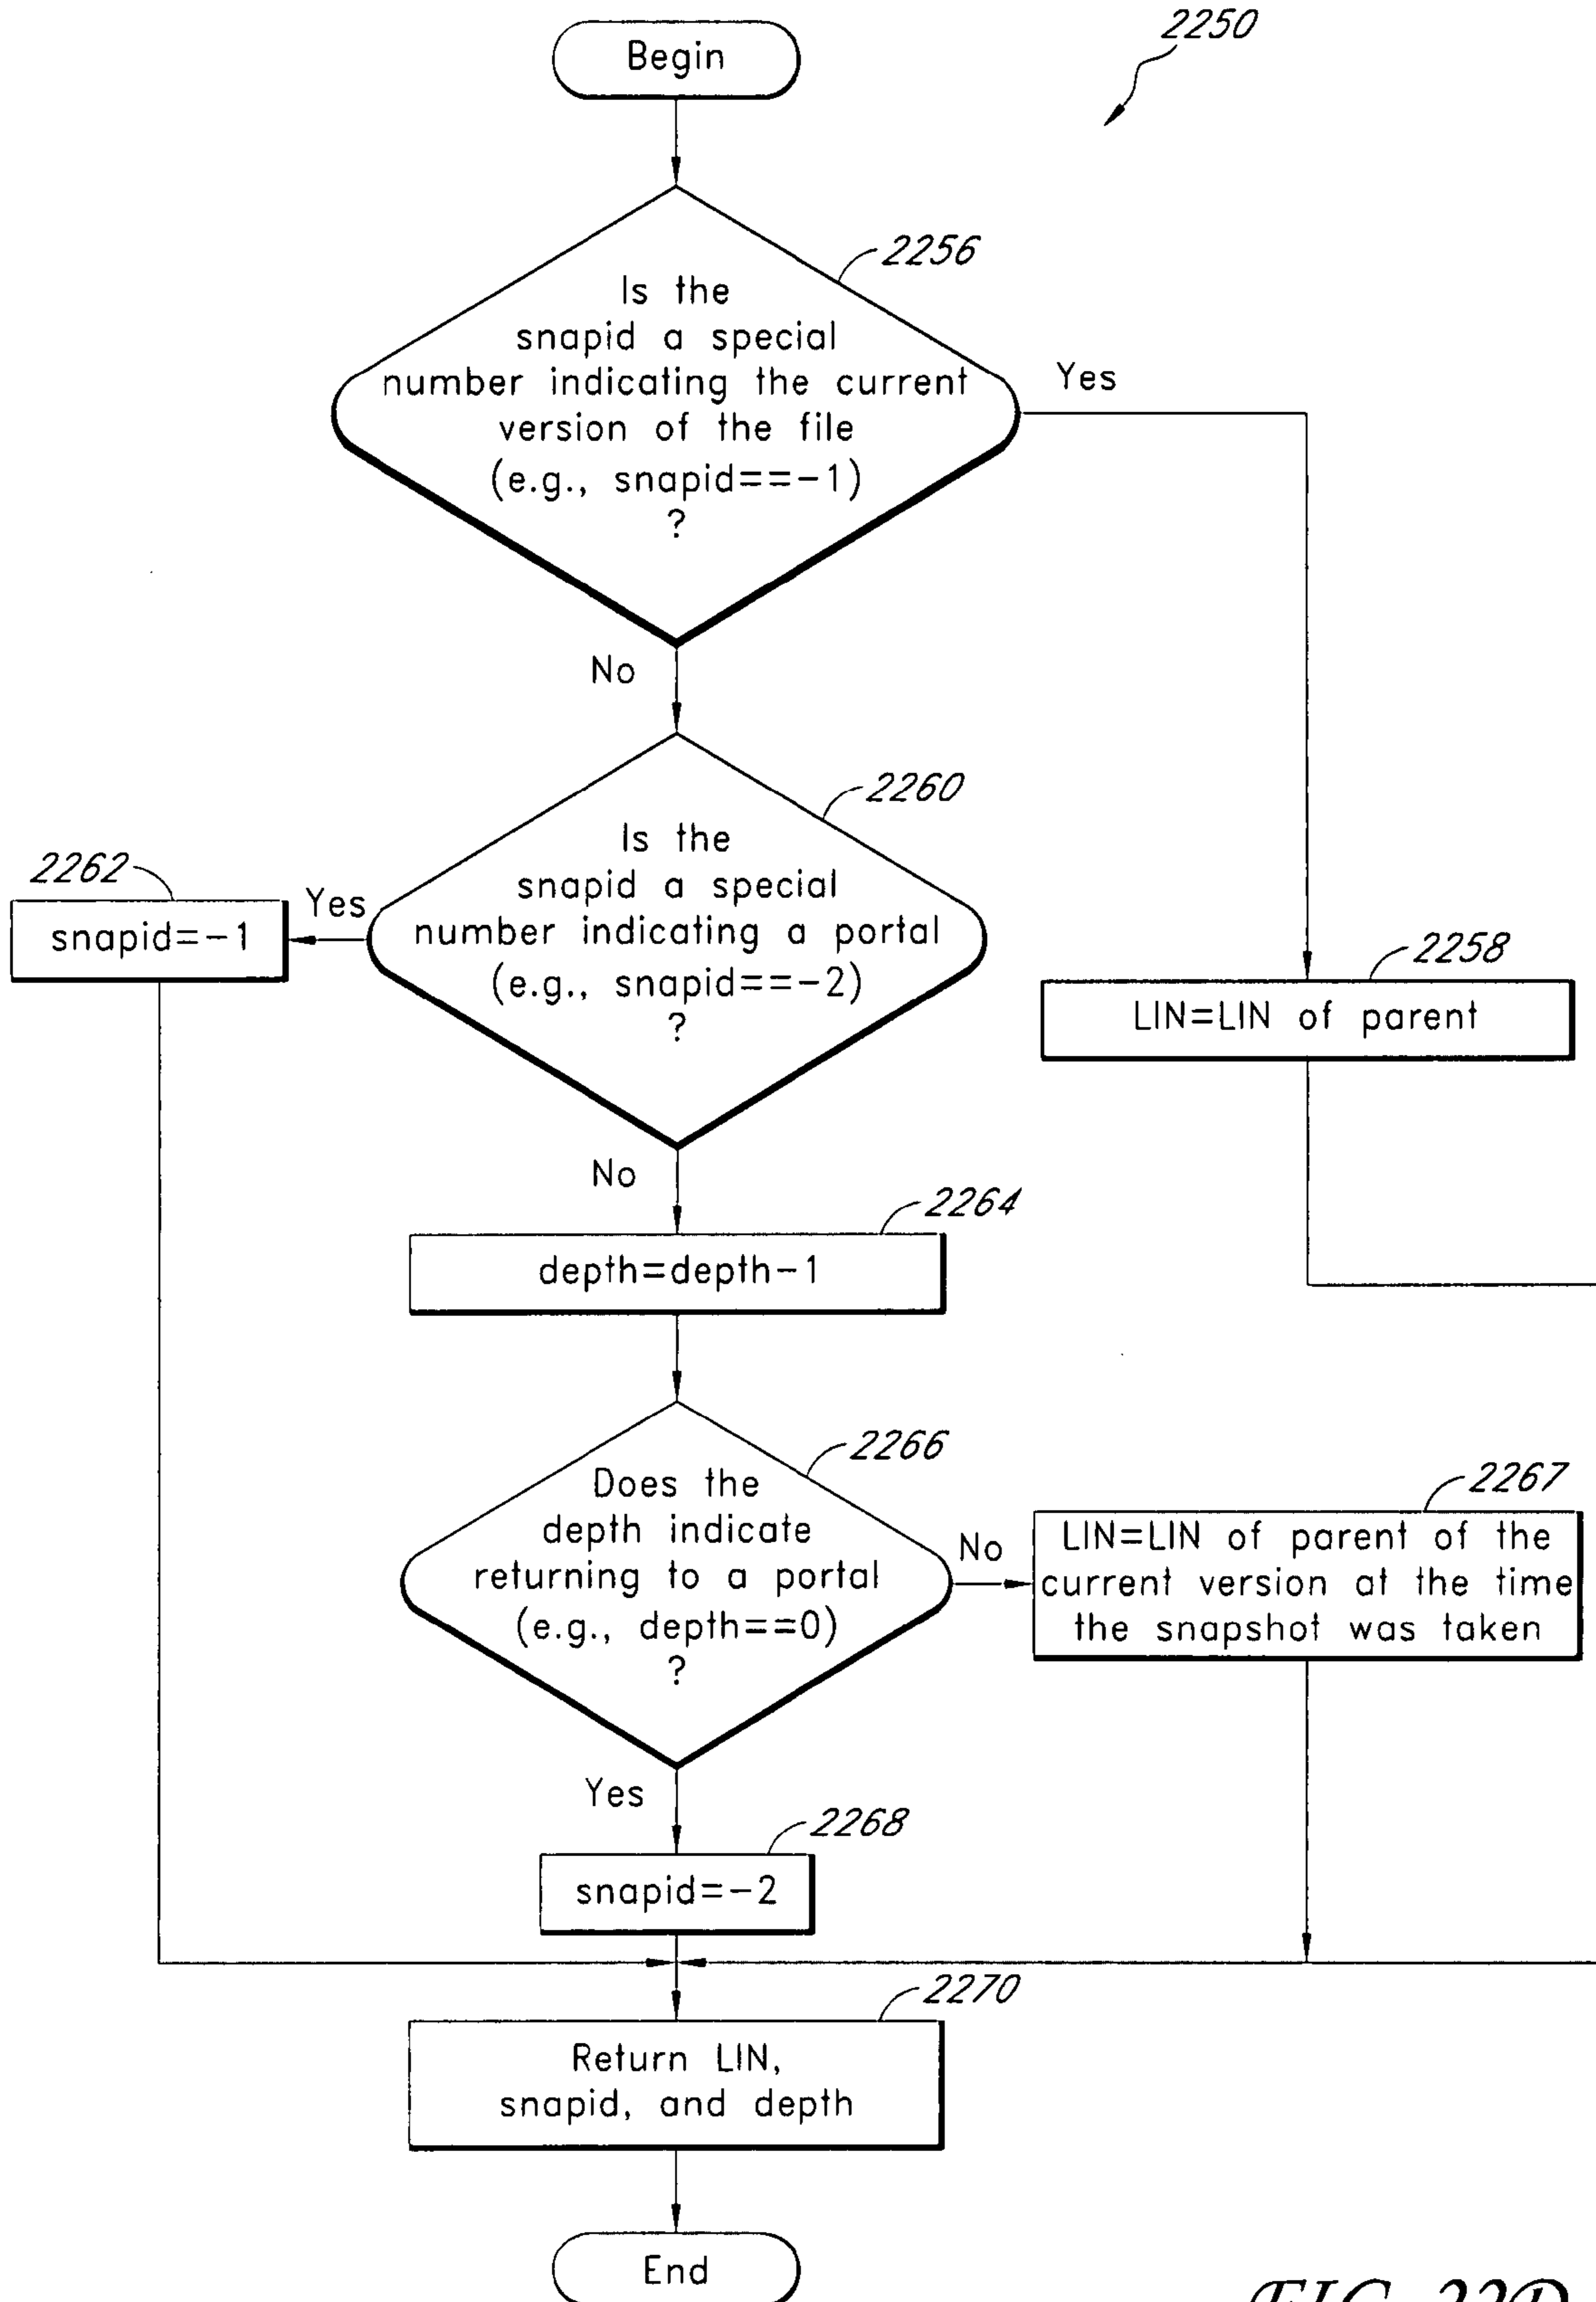 2250
Begin
2256
Is the
snapid a special
number indicating the current
version of the file
(e.g., snapid==-1)
?
Yes
No
2260
Is the
snapid a special
number indicating a portal
(e.g., snapid==-2)
?
2262
Yes
snapid=-1
2258
LIN=LIN of parent
No
2264
depth=depth-1
2266
Does the
depth indicate
returning to a portal
(e.g., depth==0)
?
No
2267
LIN=LIN of parent of the
current version at the time
the snapshot was taken
Yes
2268
snapid=-2
2270
Return LIN,
snapid, and depth
End